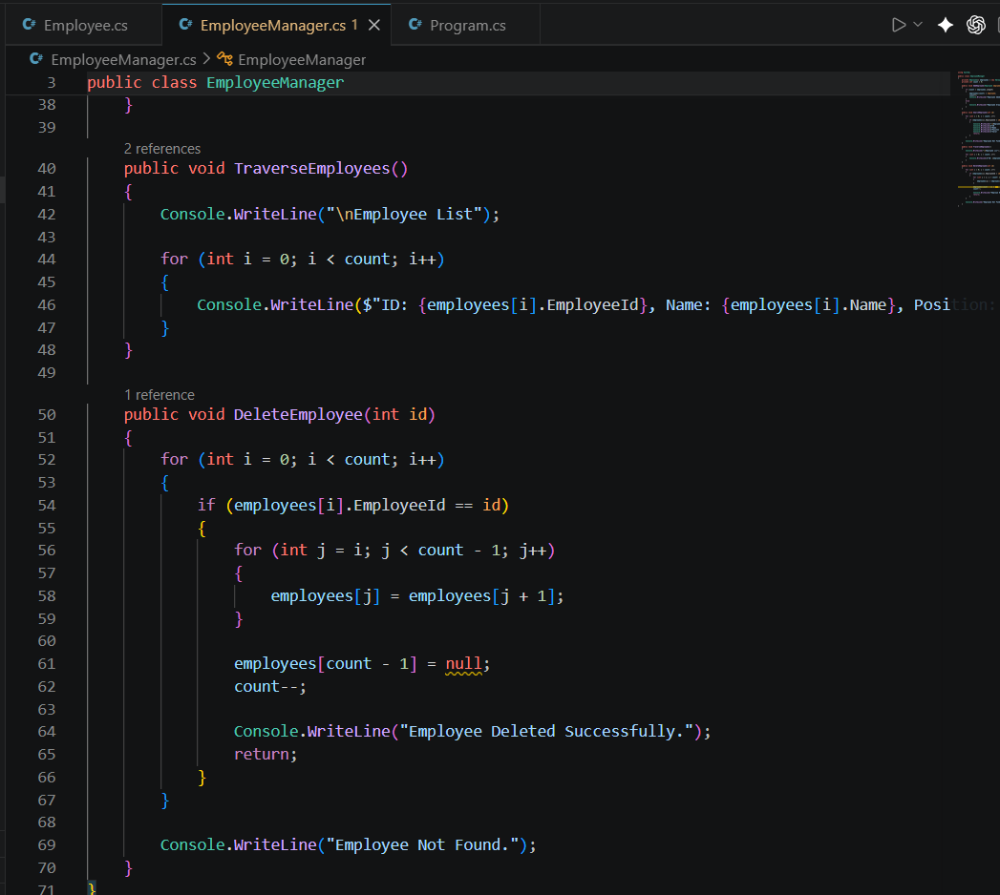 C# Employee.cs
C# EmployeeManager.cs 1
C# Program.cs
C# EmployeeManager.cs > EmployeeManager
3 public class EmployeeManager
38 }
39
2 references
40 public void TraverseEmployees()
41 {
42 Console.WriteLine("\nEmployee List");
43
44 for (int i = 0; i < count; i++)
45 {
46 Console.WriteLine($"ID: {employees[i].EmployeeId}, Name: {employees[i].Name}, Position:
47 }
48 }
49
1 reference
50 public void DeleteEmployee(int id)
51 {
52 for (int i = 0; i < count; i++)
53 {
54 if (employees[i].EmployeeId == id)
55 {
56 for (int j = i; j < count - 1; j++)
57 {
58 employees[j] = employees[j + 1];
59 }
60
61 employees[count - 1] = null;
62 count--;
63
64 Console.WriteLine("Employee Deleted Successfully.");
65 return;
66 }
67 }
68
69 Console.WriteLine("Employee Not Found.");
70 }
71 }